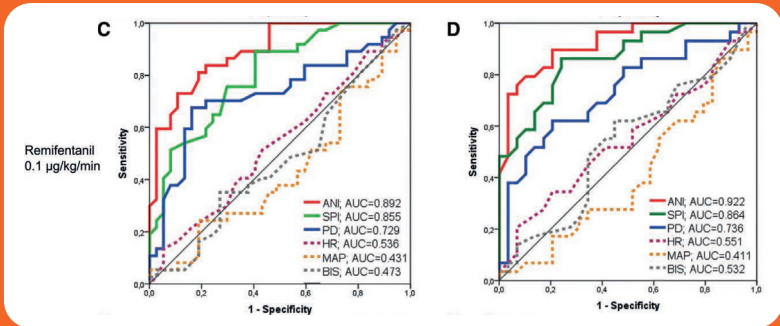 C
1,0
0,8
0,6
0,4
0,2
0,0
Sensitivity
Remifentanil
0.1 µg/kg/min
ANI; AUC=0.892
SPI; AUC=0.855
PD; AUC=0.729
HR; AUC=0.536
MAP; AUC=0.431
BIS; AUC=0.473
0,0 0,2 0,4 0,6 0,8 1,0
1 - Specificity
D
1,0
0,8
0,6
0,4
0,2
0,0
Sensitivity
ANI; AUC=0.922
SPI; AUC=0.864
PD; AUC=0.736
HR; AUC=0.551
MAP; AUC=0.411
BIS; AUC=0.532
0,0 0,2 0,4 0,6 0,8 1,0
1 - Specificity